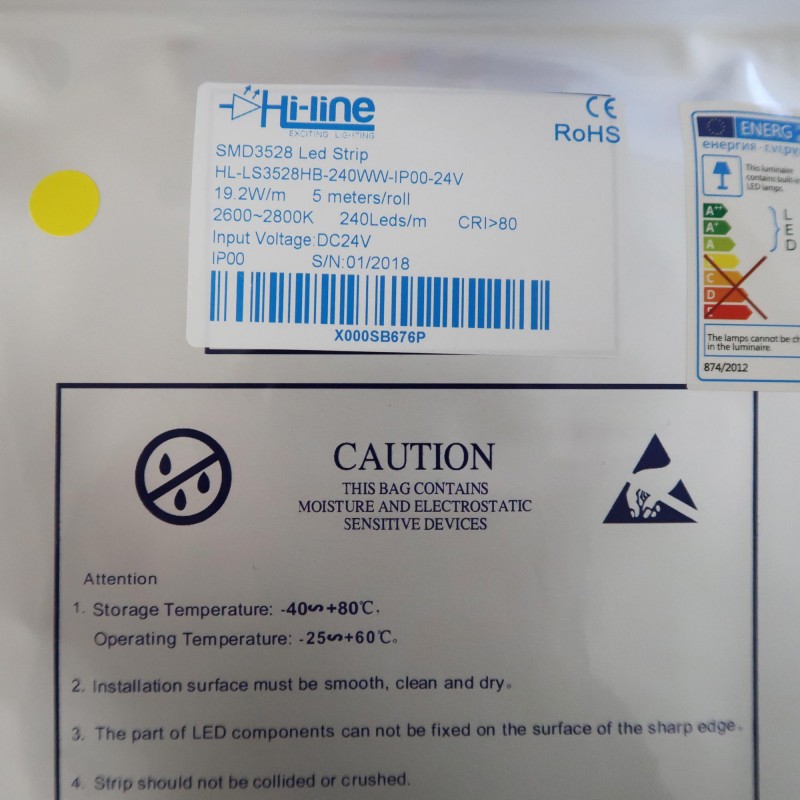 Hi-line
EXCITING LIGHTING
CE
RoHS
SMD3528 Led Strip
HL-LS3528HB-240WW-IP00-24V
19.2W/m 5 meters/roll
2600~2800K 240Leds/m CRI>80
Input Voltage:DC24V
IP00 S/N:01/2018
X000SB676P
ENERG
енергия
This luminaire
contains built-in
LED lamps.
A++
A+
A
C
D
L
E
D
The lamps cannot be
in the luminaire.
874/2012
CAUTION
THIS BAG CONTAINS
MOISTURE AND ELECTROSTATIC
SENSITIVE DEVICES
Attention
1. Storage Temperature: -40∽+80℃.
Operating Temperature: -25∽+60℃。
2. Installation surface must be smooth, clean and dry。
3. The part of LED components can not be fixed on the surface of the sharp edge。
4. Strip should not be collided or crushed.